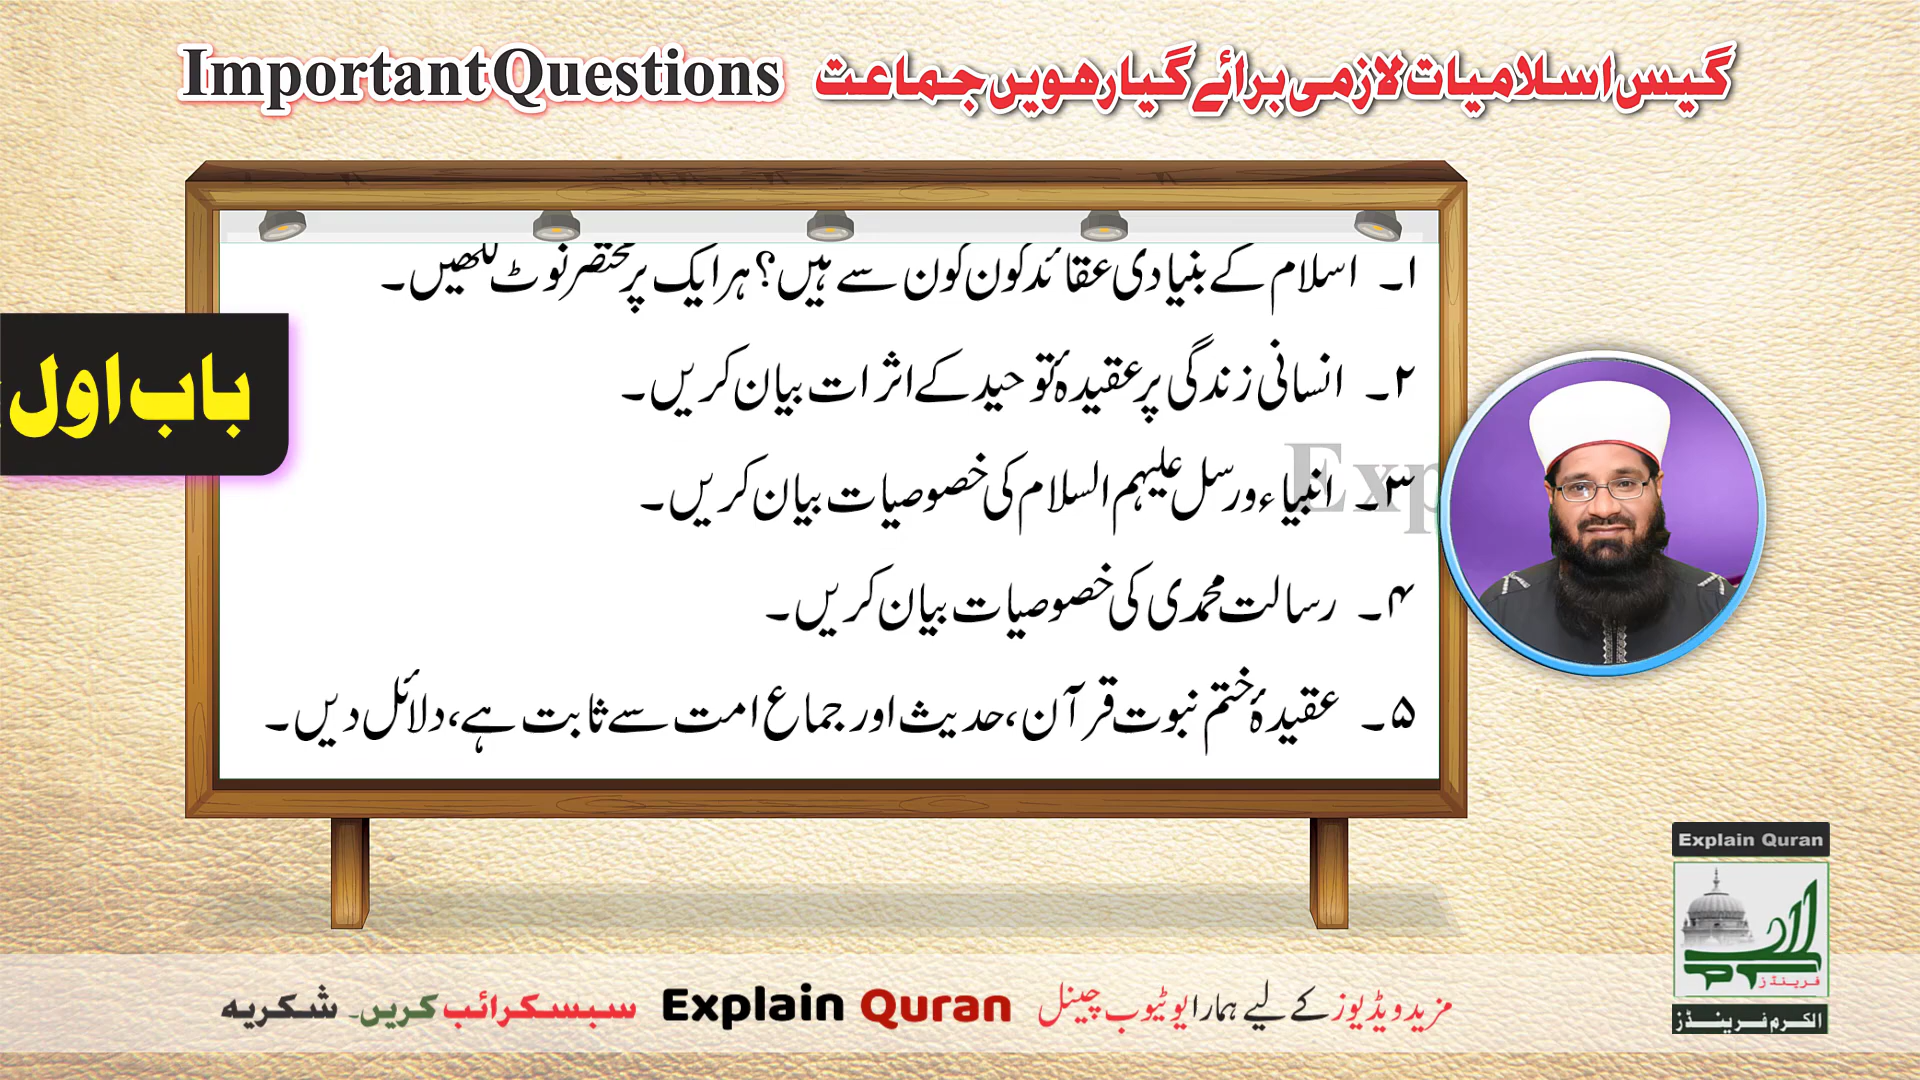 Important Questions گیس اسلامیات لازمی برائے گیارھویں جماعت
باب اول
۱۔ اسلام کے بنیادی عقائد کون کون سے ہیں؟ ہر ایک پر مختصر نوٹ لکھیں۔
۲۔ انسانی زندگی پر عقیدۂ توحید کے اثرات بیان کریں۔
۳۔ انبیاء ورسل علیہم السلام کی خصوصیات بیان کریں۔
Exp
۴۔ رسالت محمدی کی خصوصیات بیان کریں۔
۵۔ عقیدۂ ختم نبوت قرآن، حدیث اور جماع امت سے ثابت ہے، دلائل دیں۔
Explain Quran
فرینڈز
الکرم فرینڈز
مزید ویڈیوز کے لیے ہمارا یوٹیوب چینل Explain Quran سبسکرائب کریں۔ شکریہ